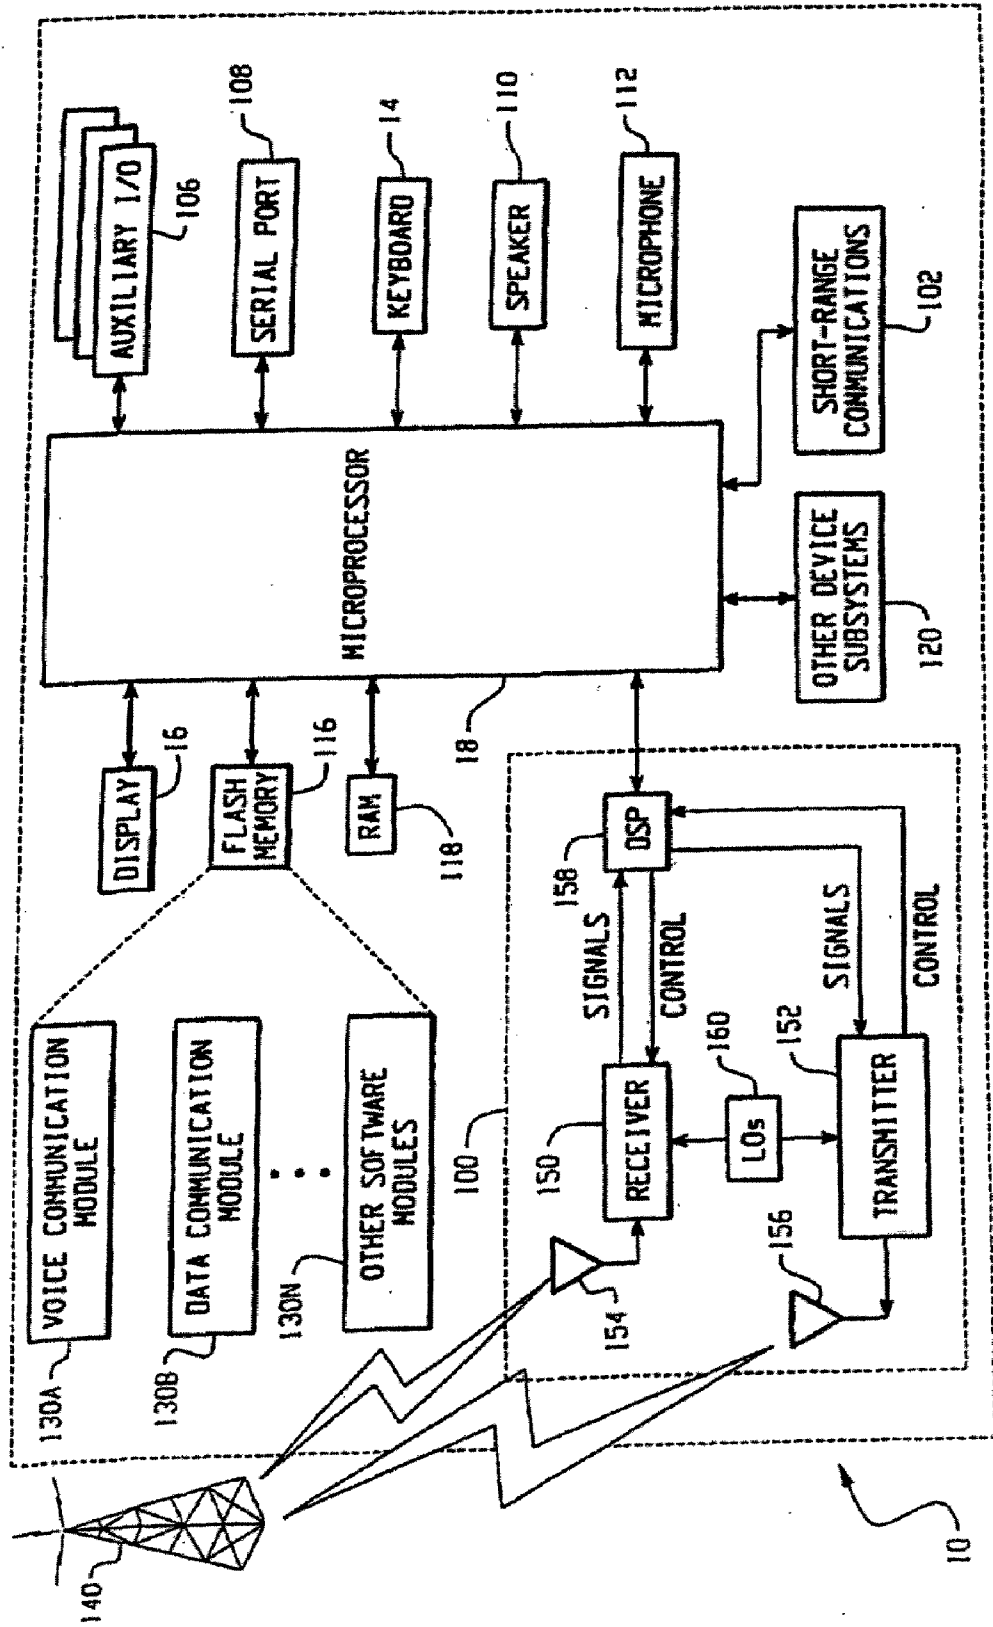 140
130A
VOICE COMMUNICATION
MODULE
130B
DATA COMMUNICATION
MODULE
130N
OTHER SOFTWARE
MODULES
DISPLAY
16
FLASH
MEMORY
116
RAM
118
18
MICROPROCESSOR
AUXILIARY I/O
106
SERIAL PORT
108
KEYBOARD
14
SPEAKER
110
MICROPHONE
112
SHORT-RANGE
COMMUNICATIONS
102
OTHER DEVICE
SUBSYSTEMS
120
100
154
150
RECEIVER
SIGNALS
CONTROL
158
DSP
160
LOs
156
152
TRANSMITTER
SIGNALS
CONTROL
10